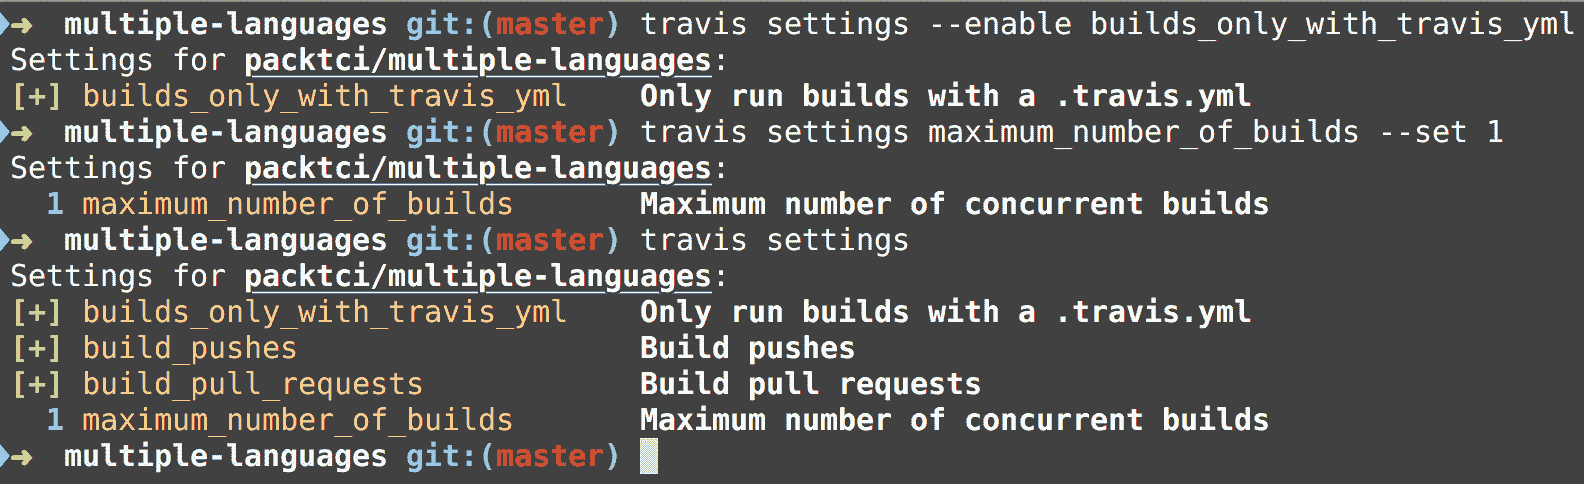 ➜ multiple-languages git:(master) travis settings --enable builds_only_with_travis_yml
Settings for packtci/multiple-languages:
[+] builds_only_with_travis_yml    Only run builds with a .travis.yml
➜ multiple-languages git:(master) travis settings maximum_number_of_builds --set 1
Settings for packtci/multiple-languages:
  1 maximum_number_of_builds       Maximum number of concurrent builds
➜ multiple-languages git:(master) travis settings
Settings for packtci/multiple-languages:
[+] builds_only_with_travis_yml    Only run builds with a .travis.yml
[+] build_pushes                   Build pushes
[+] build_pull_requests            Build pull requests
  1 maximum_number_of_builds       Maximum number of concurrent builds
➜ multiple-languages git:(master)